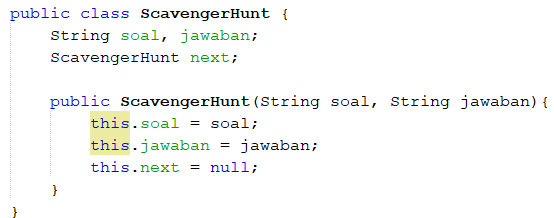 public class ScavengerHunt {
    String soal, jawaban;
    ScavengerHunt next;
    public ScavengerHunt(String soal, String jawaban){
        this.soal = soal;
        this.jawaban = jawaban;
        this.next = null;
    }
}